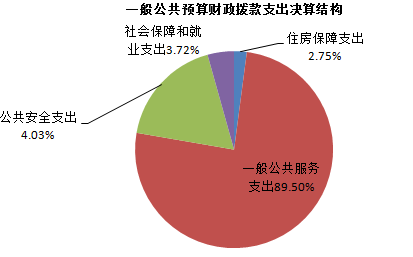 一般公共预算财政拨款支出决算结构
社会保障和就
业支出3.72%
住房保障支出
2.75%
公共安全支出
4.03%
一般公共服务
支出89.50%